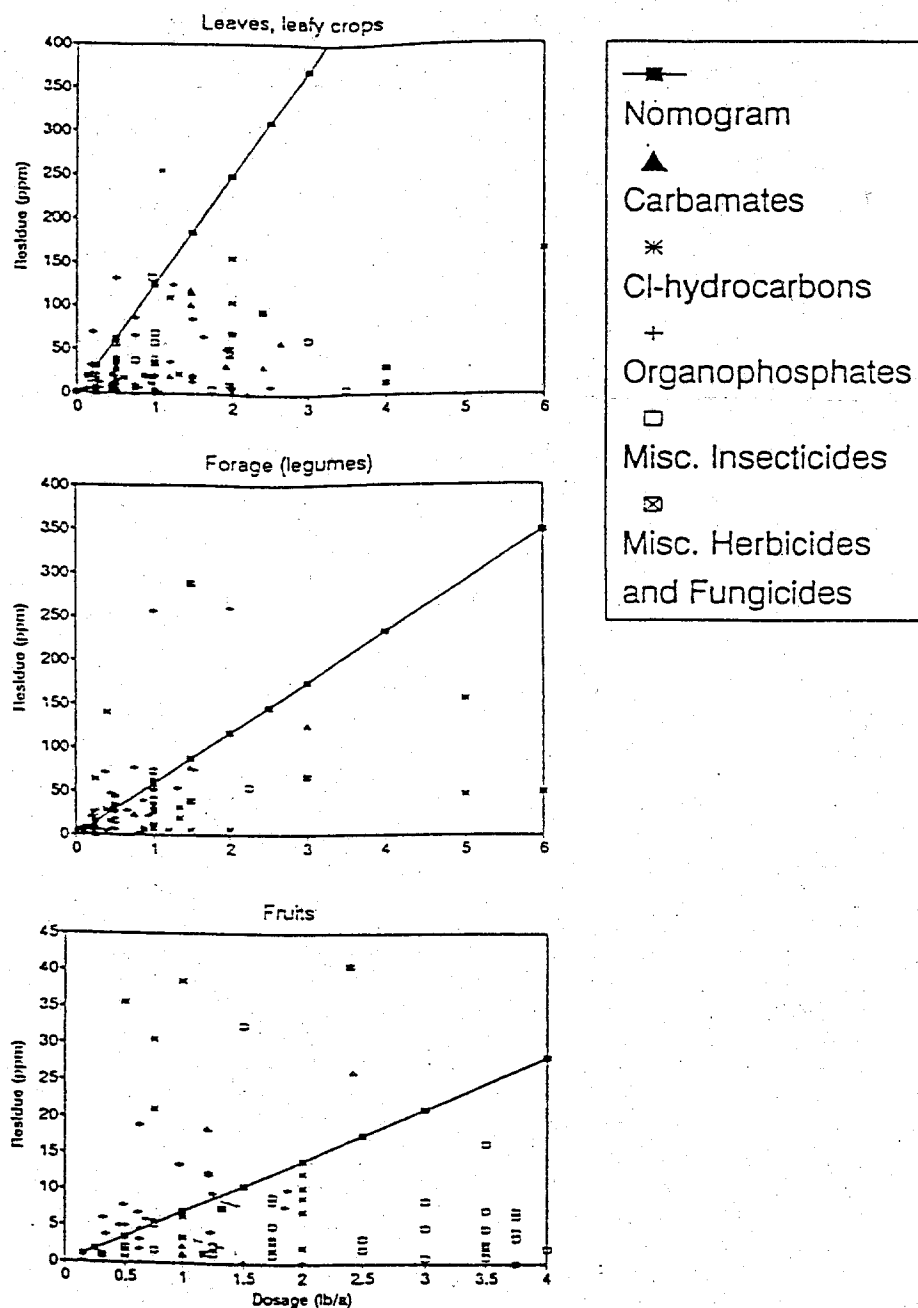 Leaves, leafy crops
400
350
300
250
200
150
100
50
0
Residue (ppm)
0 1 2 3 4 5 6
Forage (legumes)
400
350
300
250
200
150
100
50
0
Residue (ppm)
0 1 2 3 4 5 6
Fruits
45
40
35
30
25
20
15
10
5
0
Residue (ppm)
0 0.5 1 1.5 2 2.5 3 3.5 4
Dosage (lb/a)
Nomogram
Carbamates
Cl-hydrocarbons
Organophosphates
Misc. Insecticides
Misc. Herbicides
and Fungicides